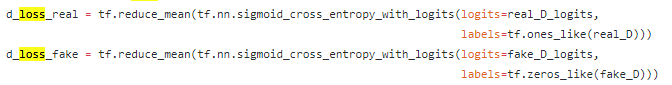 d_loss_real = tf.reduce_mean(tf.nn.sigmoid_cross_entropy_with_logits(logits=real_D_logits,
labels=tf.ones_like(real_D)))
d_loss_fake = tf.reduce_mean(tf.nn.sigmoid_cross_entropy_with_logits(logits=fake_D_logits,
labels=tf.zeros_like(fake_D)))